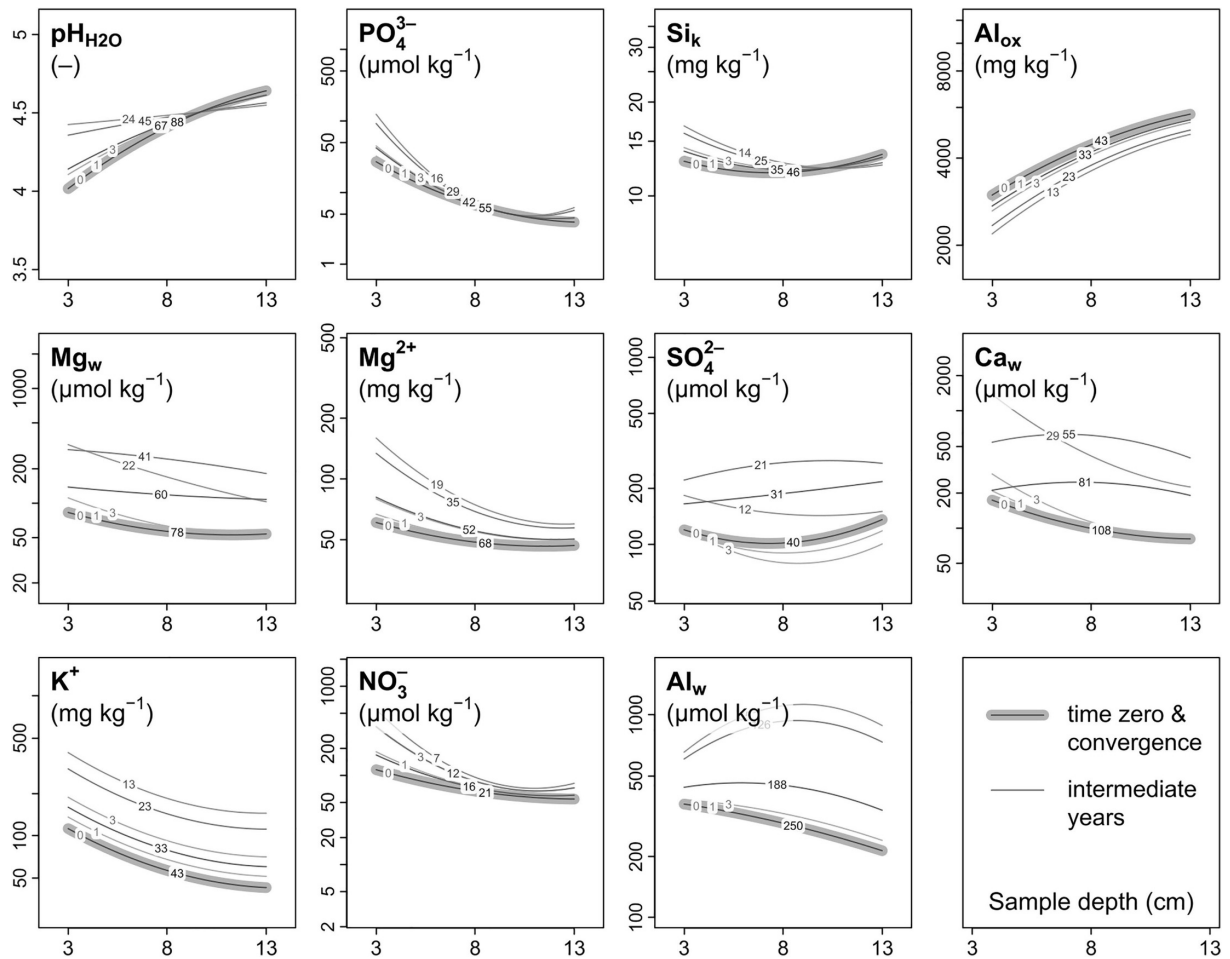 pH_H2O
(–)
5
4.5
4
3.5
24 45 67 88
0 1 3
3 8 13
PO₄³⁻
(µmol kg⁻¹)
500
50
5
1
0 1 3 16 29 42 55
3 8 13
Si_k
(mg kg⁻¹)
30
20
15
10
14 25 35 46
0 1 3
3 8 13
Al_ox
(mg kg⁻¹)
8000
4000
2000
43
33
23
13
0 1 3
3 8 13
Mg_w
(µmol kg⁻¹)
1000
200
50
20
41
22
60
0 1 3 78
3 8 13
Mg²⁺
(mg kg⁻¹)
500
200
100
50
19
35
52
0 1 3 68
3 8 13
SO₄²⁻
(µmol kg⁻¹)
1000
500
200
100
50
21
31
12
0 1 3 40
3 8 13
Ca_w
(µmol kg⁻¹)
2000
500
200
50
29 55
81
0 1 3 108
3 8 13
K⁺
(mg kg⁻¹)
500
100
50
13
23
33
0 1 3 43
3 8 13
NO₃⁻
(µmol kg⁻¹)
1000
200
50
20
5
2
3 7
12
0 1 16 21
3 8 13
Al_w
(µmol kg⁻¹)
1000
500
200
100
188
0 1 3 250
3 8 13
time zero &
convergence
intermediate
years
Sample depth (cm)
3 8 13